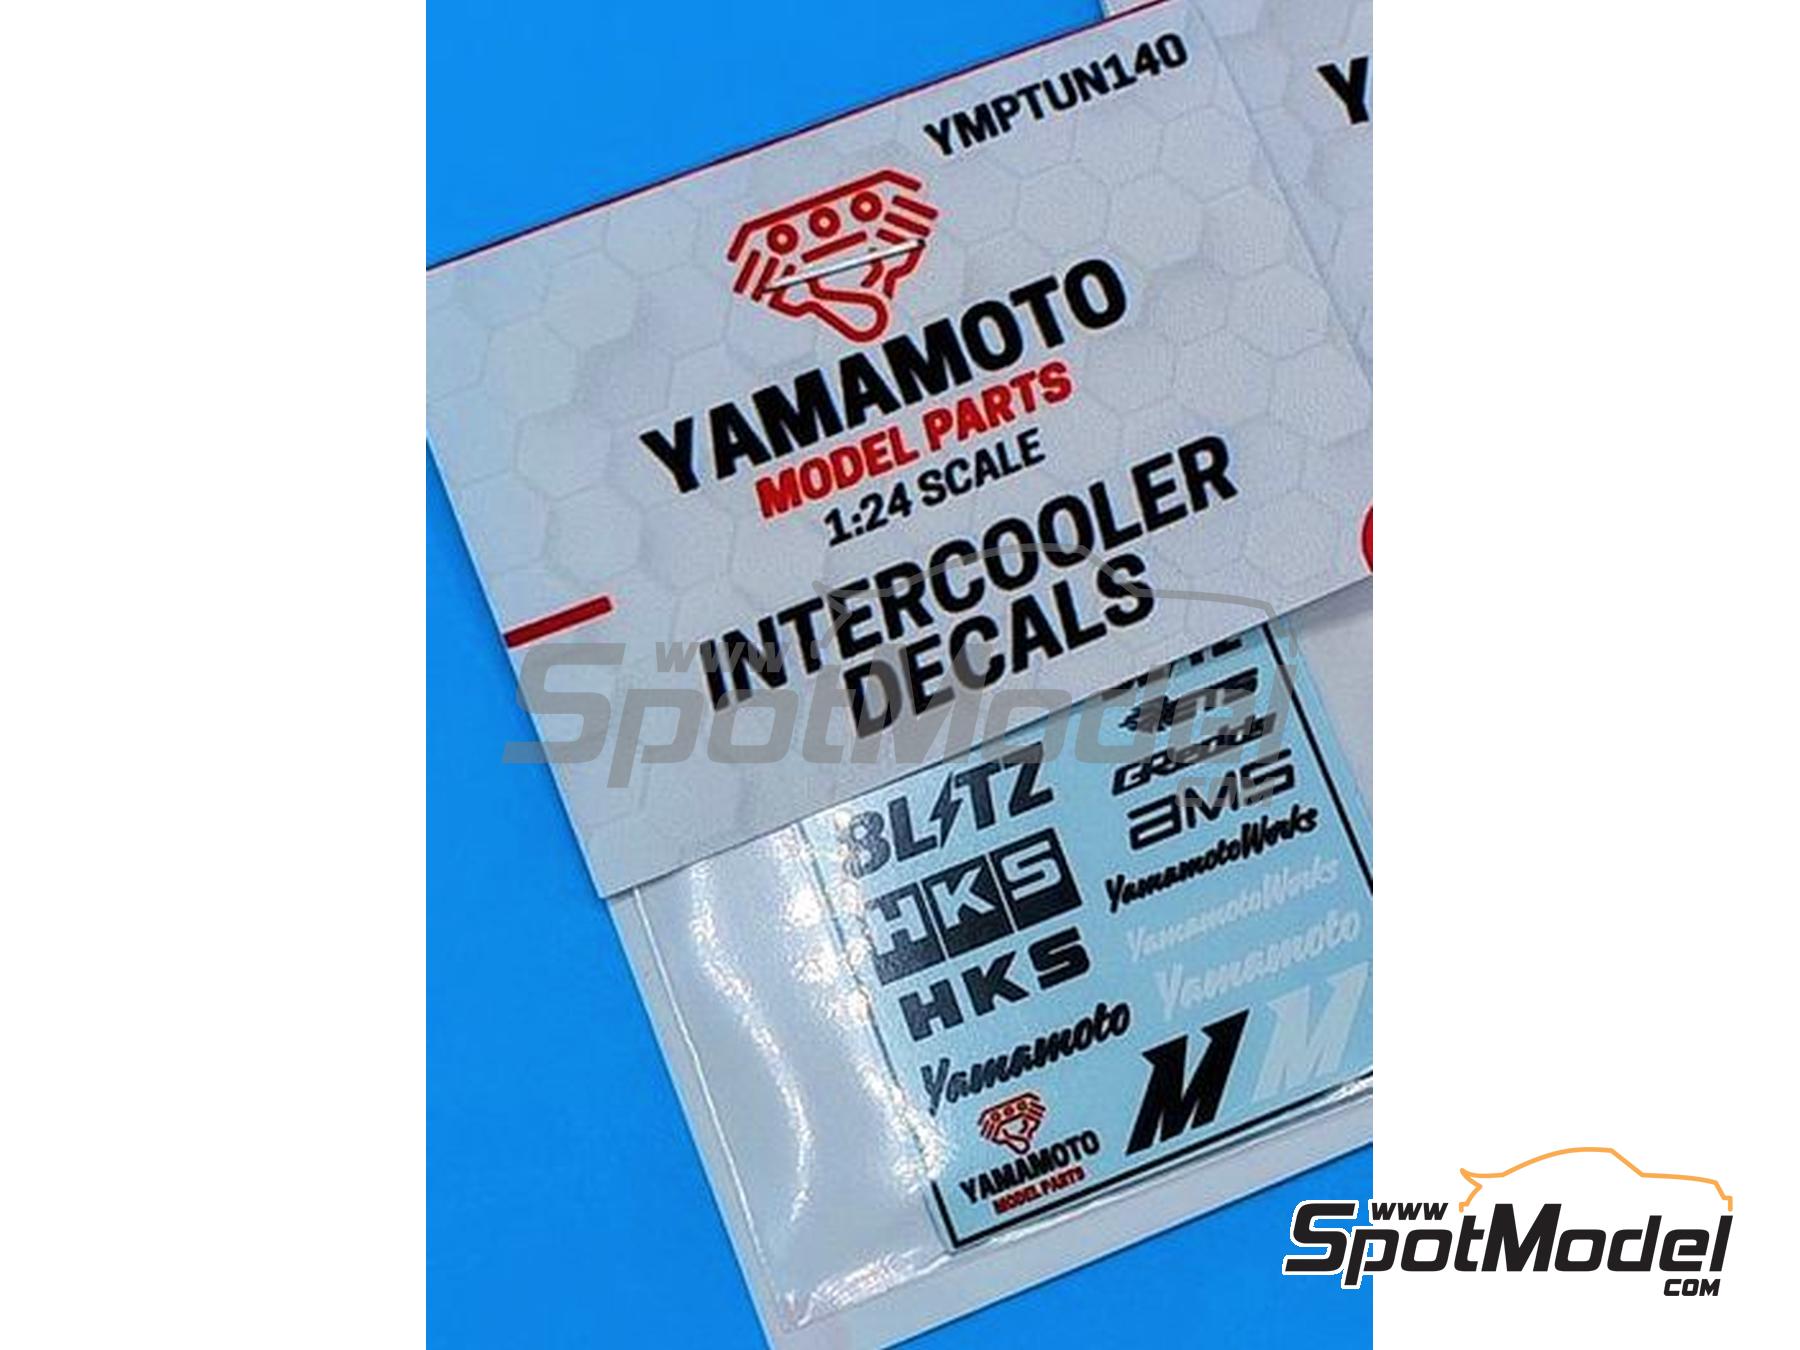 YMPTUN140
Y
YAMAMOTO
MODEL PARTS
1:24 SCALE
INTERCOOLER
DECALS
www
SpotModel
.COM
BLITZ
HKS
HKS
Yamamoto
YAMAMOTO
MODEL PARTS
GReddy
AMS
YamamotoWorks
YamamotoWorks
Yamamoto
M
M
www
SpotModel
.COM